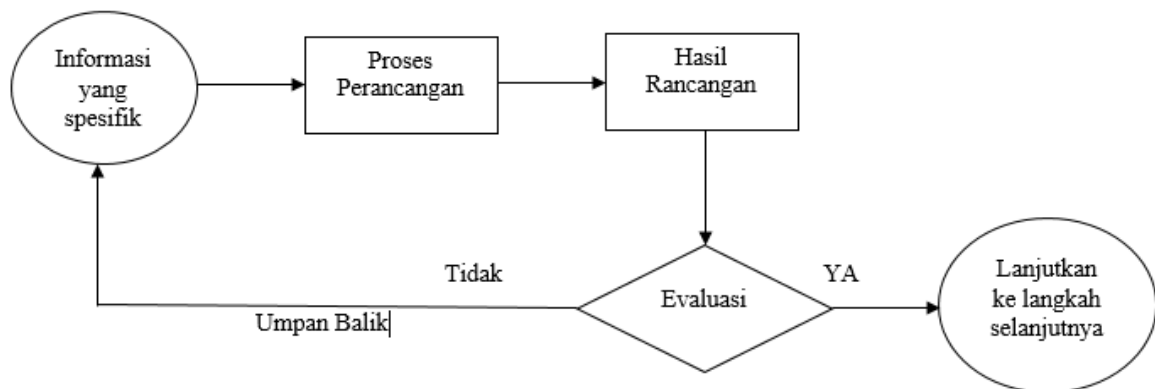 Informasi
yang
spesifik
Proses
Perancangan
Hasil
Rancangan
Tidak
YA
Evaluasi
Umpan Balik
Lanjutkan
ke langkah
selanjutnya